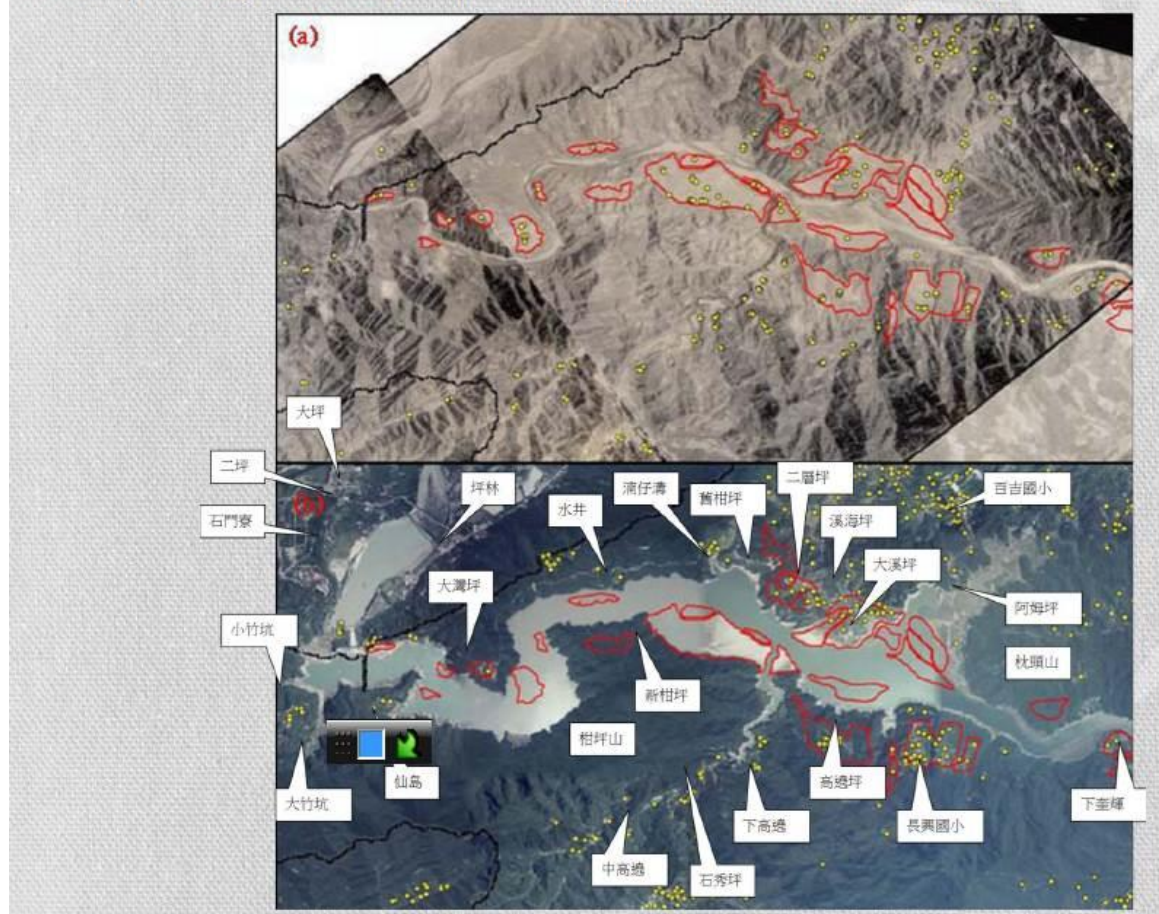 (a)
大坪
二坪
石門寮
(b)
坪林
水井
湳仔溝
舊柑坪
二層坪
溪海坪
百吉國小
大溪坪
大灣坪
阿姆坪
小竹坑
枕頭山
新柑坪
柑坪山
仙島
大竹坑
高遶坪
下高遶
長興國小
下奎輝
中高遶
石秀坪